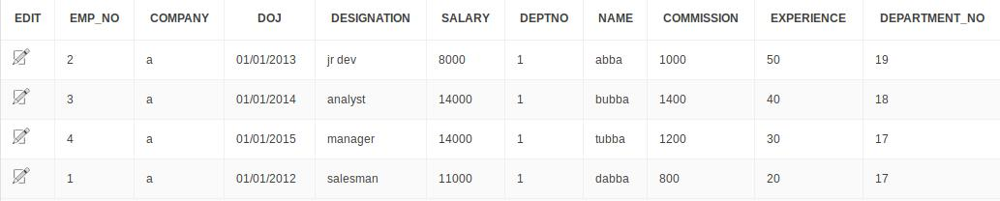 EDIT EMP_NO COMPANY DOJ DESIGNATION SALARY DEPTNO NAME COMMISSION EXPERIENCE DEPARTMENT_NO
2 a 01/01/2013 jr dev 8000 1 abba 1000 50 19
3 a 01/01/2014 analyst 14000 1 bubba 1400 40 18
4 a 01/01/2015 manager 14000 1 tubba 1200 30 17
1 a 01/01/2012 salesman 11000 1 dabba 800 20 17